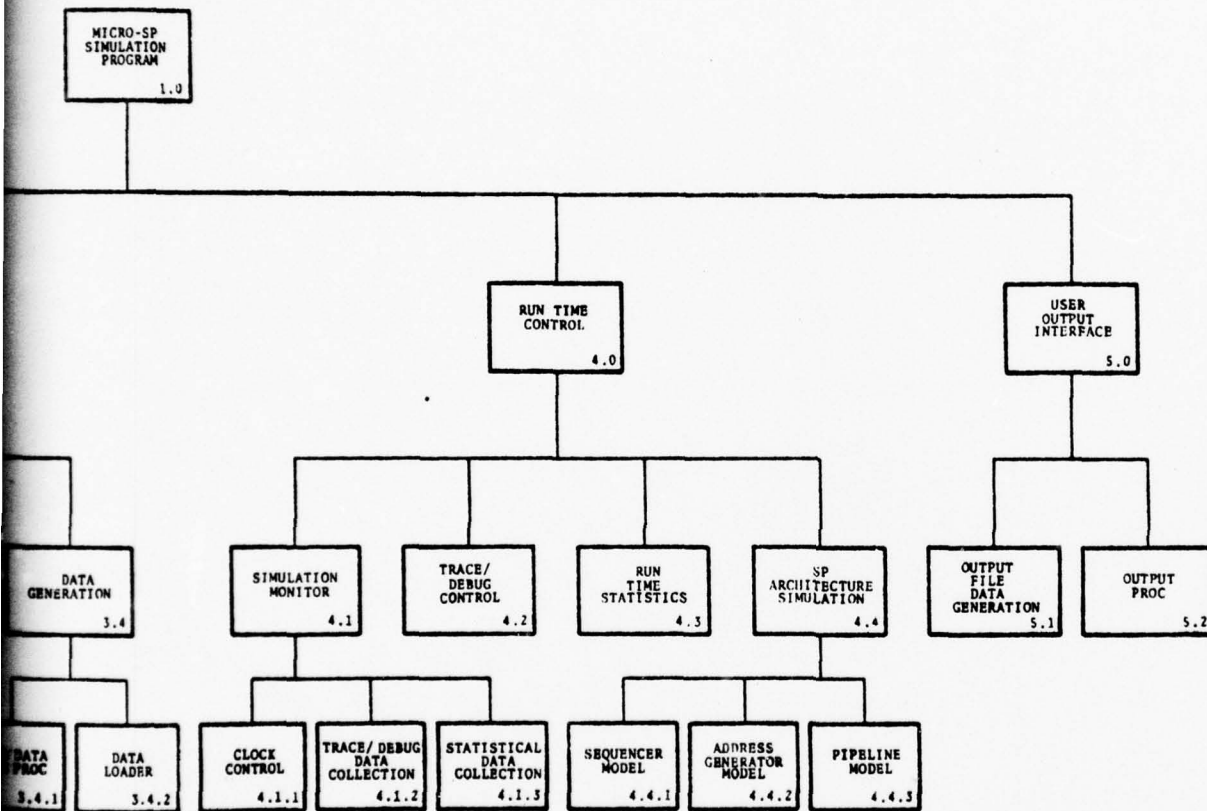 MICRO-SP
SIMULATION
PROGRAM
1.0
RUN TIME
CONTROL
4.0
USER
OUTPUT
INTERFACE
5.0
DATA
GENERATION
3.4
SIMULATION
MONITOR
4.1
TRACE/
DEBUG
CONTROL
4.2
RUN
TIME
STATISTICS
4.3
SP
ARCHITECTURE
SIMULATION
4.4
OUTPUT
FILE
DATA
GENERATION
5.1
OUTPUT
PROC
5.2
DATA
PROC
3.4.1
DATA
LOADER
3.4.2
CLOCK
CONTROL
4.1.1
TRACE/DEBUG
DATA
COLLECTION
4.1.2
STATISTICAL
DATA
COLLECTION
4.1.3
SEQUENCER
MODEL
4.4.1
ADDRESS
GENERATOR
MODEL
4.4.2
PIPELINE
MODEL
4.4.3